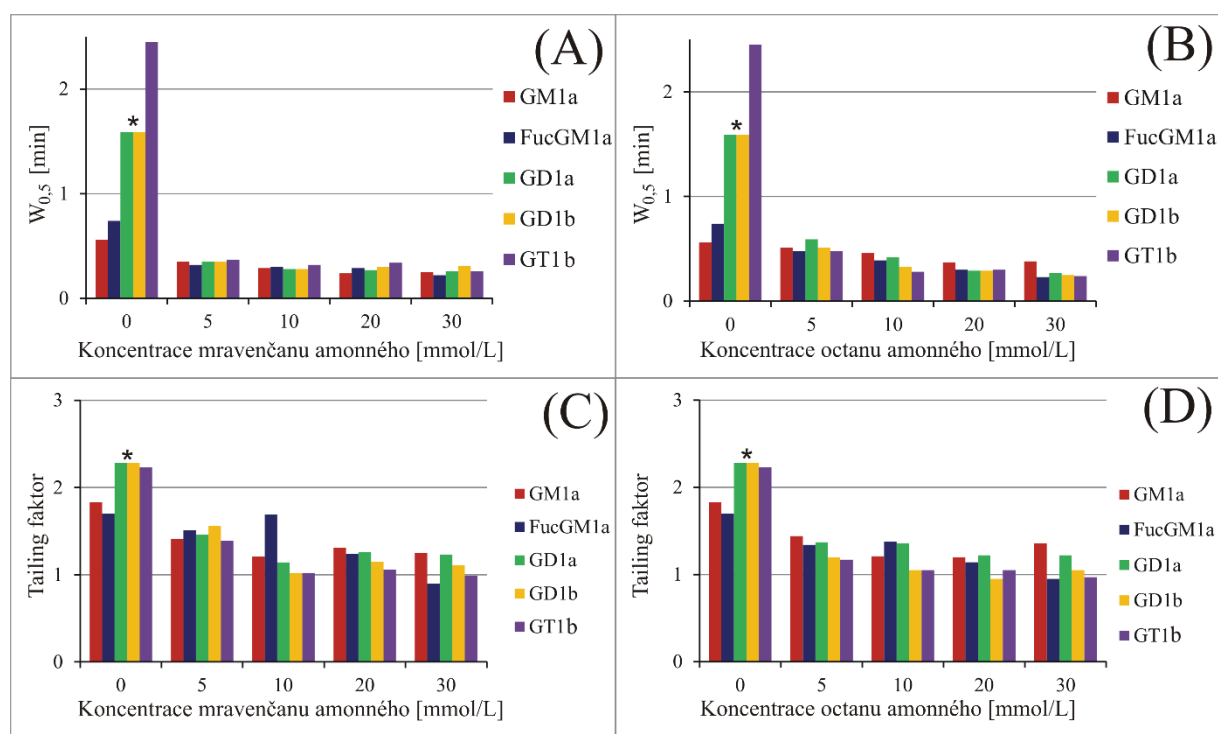 (A)
2
1
0
W0,5 [min]
*
GM1a
FucGM1a
GD1a
GD1b
GT1b
0 5 10 20 30
Koncentrace mravenčanu amonného [mmol/L]
(B)
2
1
0
W0,5 [min]
*
GM1a
FucGM1a
GD1a
GD1b
GT1b
0 5 10 20 30
Koncentrace octanu amonného [mmol/L]
(C)
3
2
1
0
Tailing faktor
*
GM1a
FucGM1a
GD1a
GD1b
GT1b
0 5 10 20 30
Koncentrace mravenčanu amonného [mmol/L]
(D)
3
2
1
0
Tailing faktor
*
GM1a
FucGM1a
GD1a
GD1b
GT1b
0 5 10 20 30
Koncentrace octanu amonného [mmol/L]